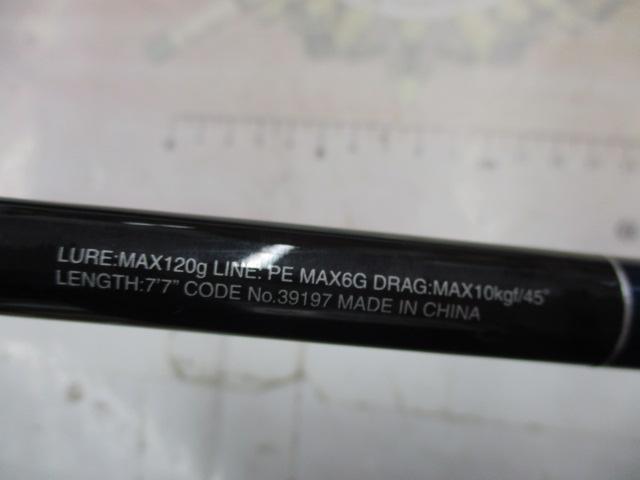 LURE:MAX120g LINE: PE MAX6G DRAG:MAX10kgf/45°
LENGTH:7'7" CODE No.39197 MADE IN CHINA